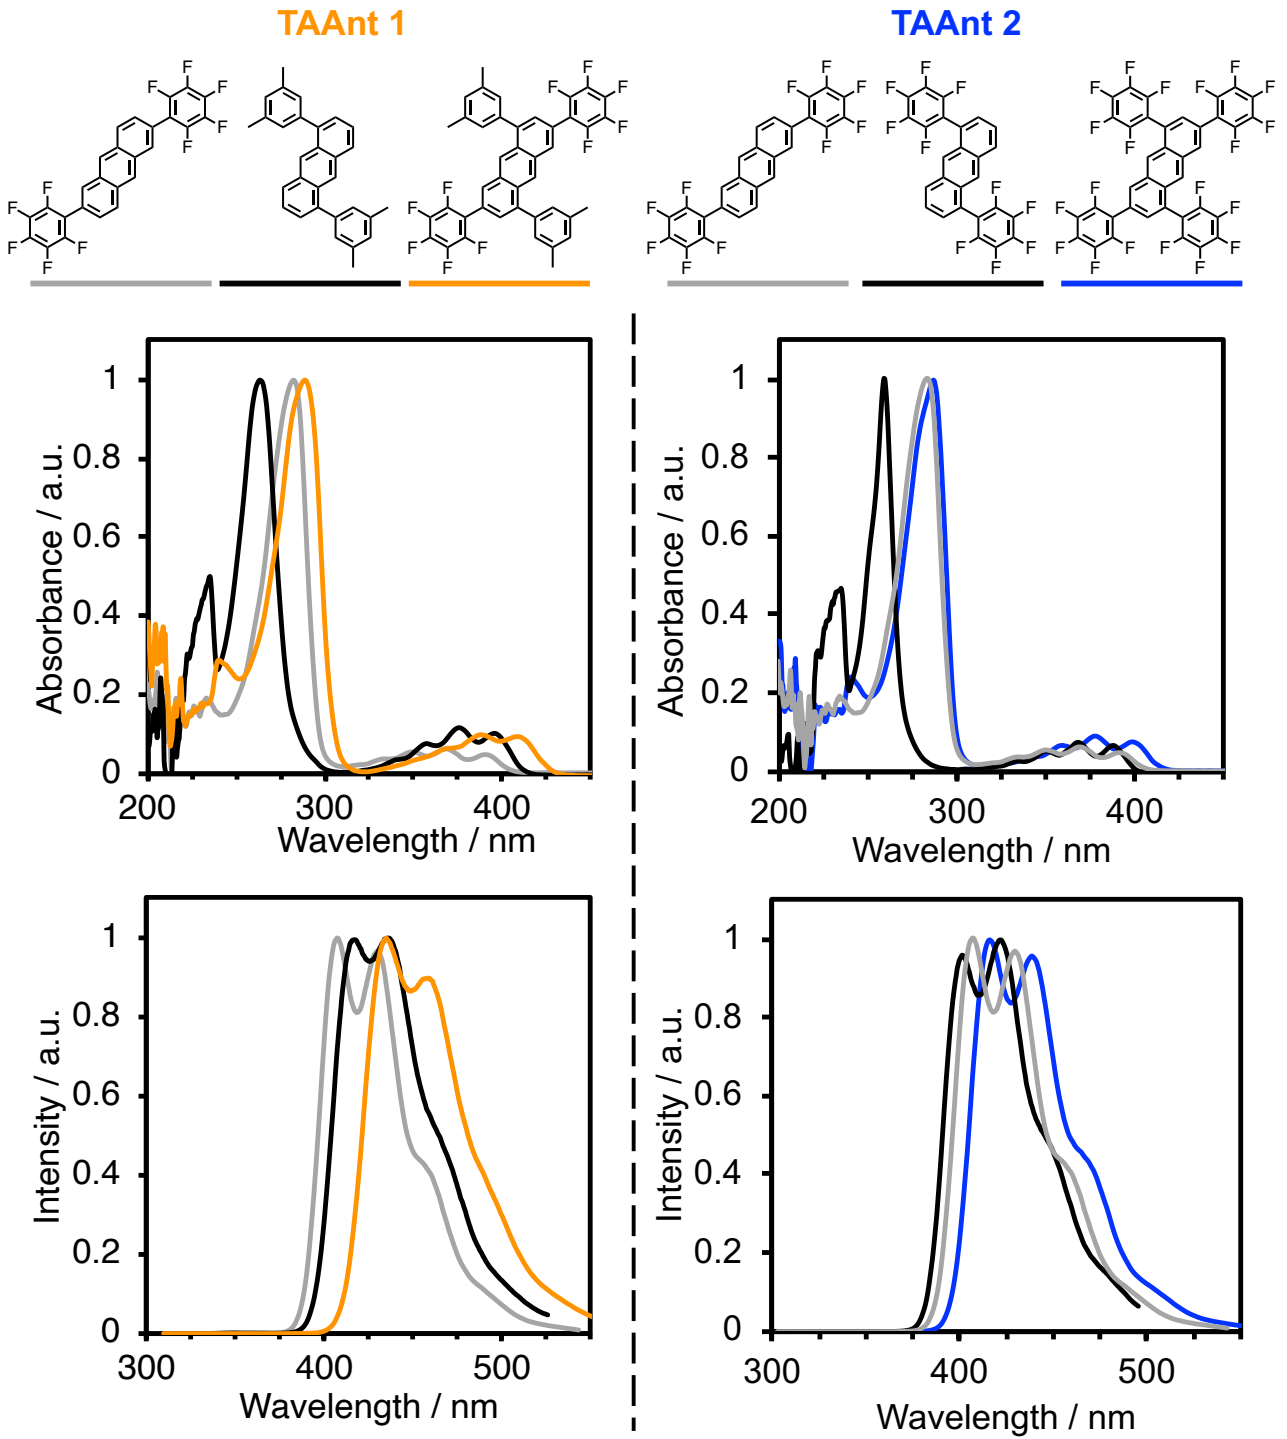 TAAnt 1
TAAnt 2
F F F F F
F F F F F
F F F F F
F F F F F
F F F F F
F F F F F
F F F F F
F F F F F
F F F F F
F F F F F
F F F F F
F F F F F
1
0.8
0.6
0.4
0.2
0
Absorbance / a.u.
200 300 400
Wavelength / nm
1
0.8
0.6
0.4
0.2
0
Absorbance / a.u.
200 300 400
Wavelength / nm
1
0.8
0.6
0.4
0.2
0
Intensity / a.u.
300 400 500
Wavelength / nm
1
0.8
0.6
0.4
0.2
0
Intensity / a.u.
300 400 500
Wavelength / nm